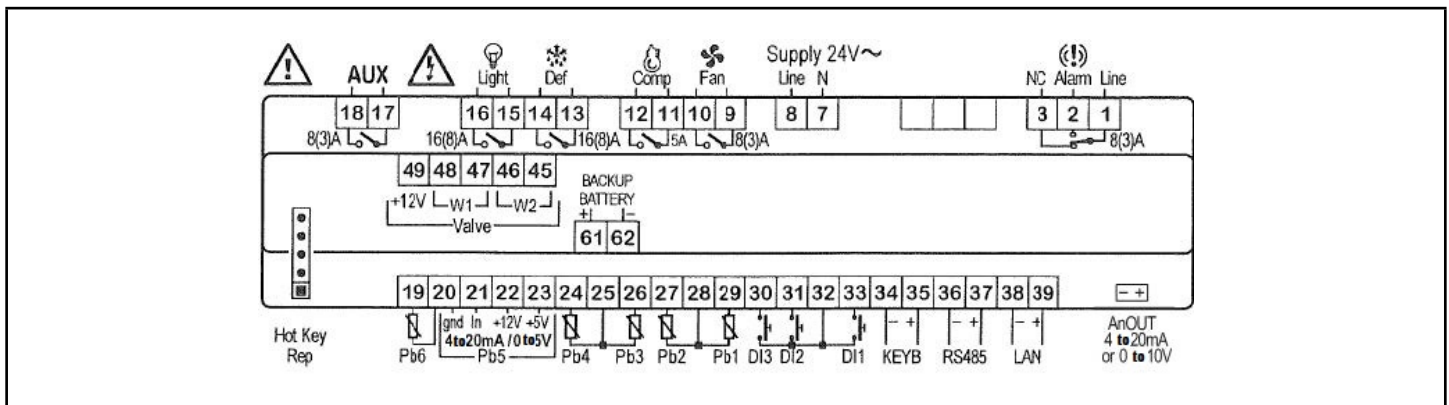 Supply 24V~
AUX Light Def Comp Fan Line N NC Alarm Line
18 17 16 15 14 13 12 11 10 9 8 7 3 2 1
8(3)A 16(8)A 16(8)A 5A 8(3)A 8(3)A
49 48 47 46 45
+12V W1 W2
Valve
BACKUP
BATTERY
+ -
61 62
19 20 21 22 23 24 25 26 27 28 29 30 31 32 33 34 35 36 37 38 39 - +
gnd In +12V +5V - + - + - +
4to20mA / 0 to5V
Pb6 Pb5 Pb4 Pb3 Pb2 Pb1 DI3 DI2 DI1 KEYB RS485 LAN
Hot Key
Rep
AnOUT
4 to 20mA
or 0 to 10V